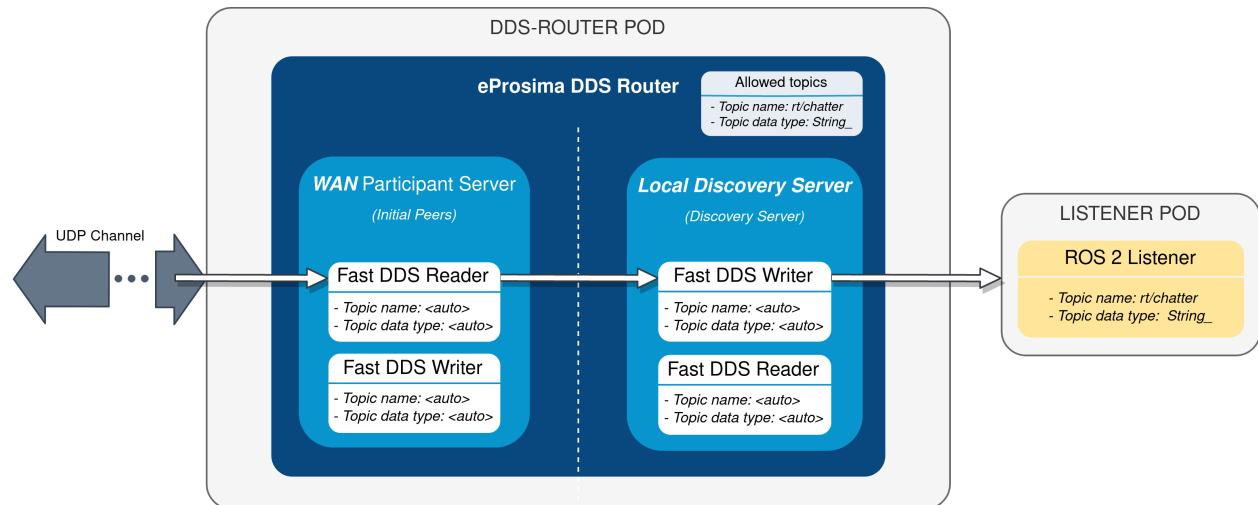 DDS-ROUTER POD
eProsima DDS Router
Allowed topics
- Topic name: rt/chatter
- Topic data type: String_
WAN Participant Server
(Initial Peers)
Local Discovery Server
(Discovery Server)
UDP Channel
Fast DDS Reader
- Topic name: <auto>
- Topic data type: <auto>
Fast DDS Writer
- Topic name: <auto>
- Topic data type: <auto>
Fast DDS Writer
- Topic name: <auto>
- Topic data type: <auto>
Fast DDS Reader
- Topic name: <auto>
- Topic data type: <auto>
LISTENER POD
ROS 2 Listener
- Topic name: rt/chatter
- Topic data type: String_